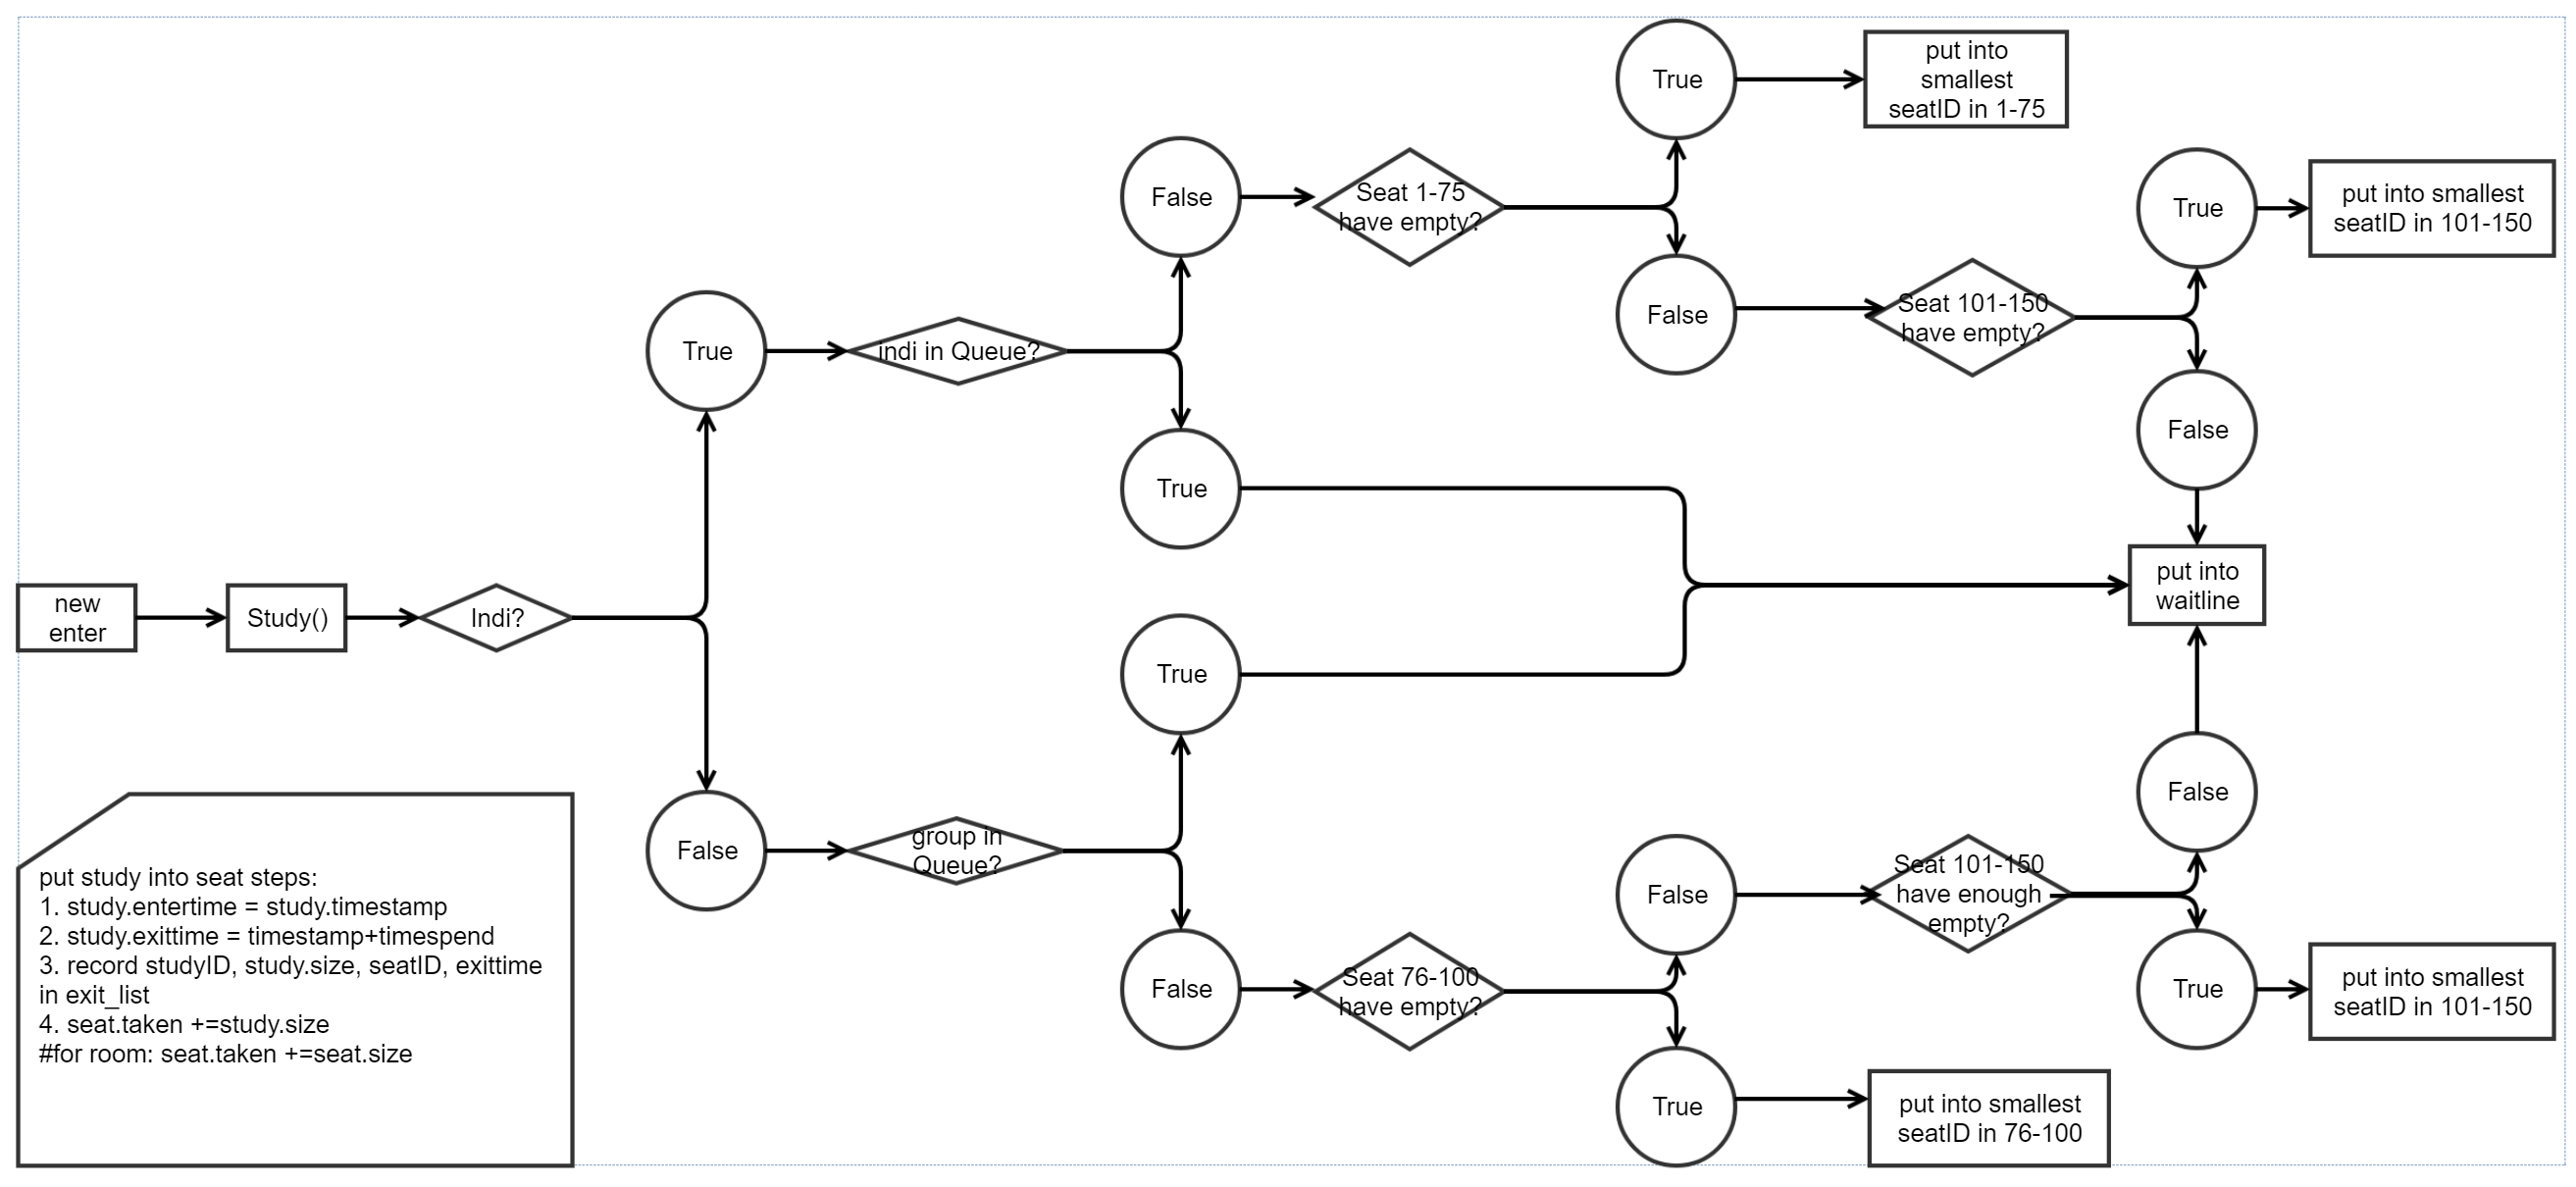 new
enter
Study()
Indi?
True
indi in Queue?
False
Seat 1-75
have empty?
True
put into
smallest
seatID in 1-75
False
Seat 101-150
have empty?
True
put into smallest
seatID in 101-150
False
True
put into
waitline
True
False
group in
Queue?
False
Seat 76-100
have empty?
False
Seat 101-150
have enough
empty?
False
True
put into smallest
seatID in 101-150
True
put into smallest
seatID in 76-100
put study into seat steps:
1. study.entertime = study.timestamp
2. study.exittime = timestamp+timespend
3. record studyID, study.size, seatID, exittime
in exit_list
4. seat.taken +=study.size
#for room: seat.taken +=seat.size